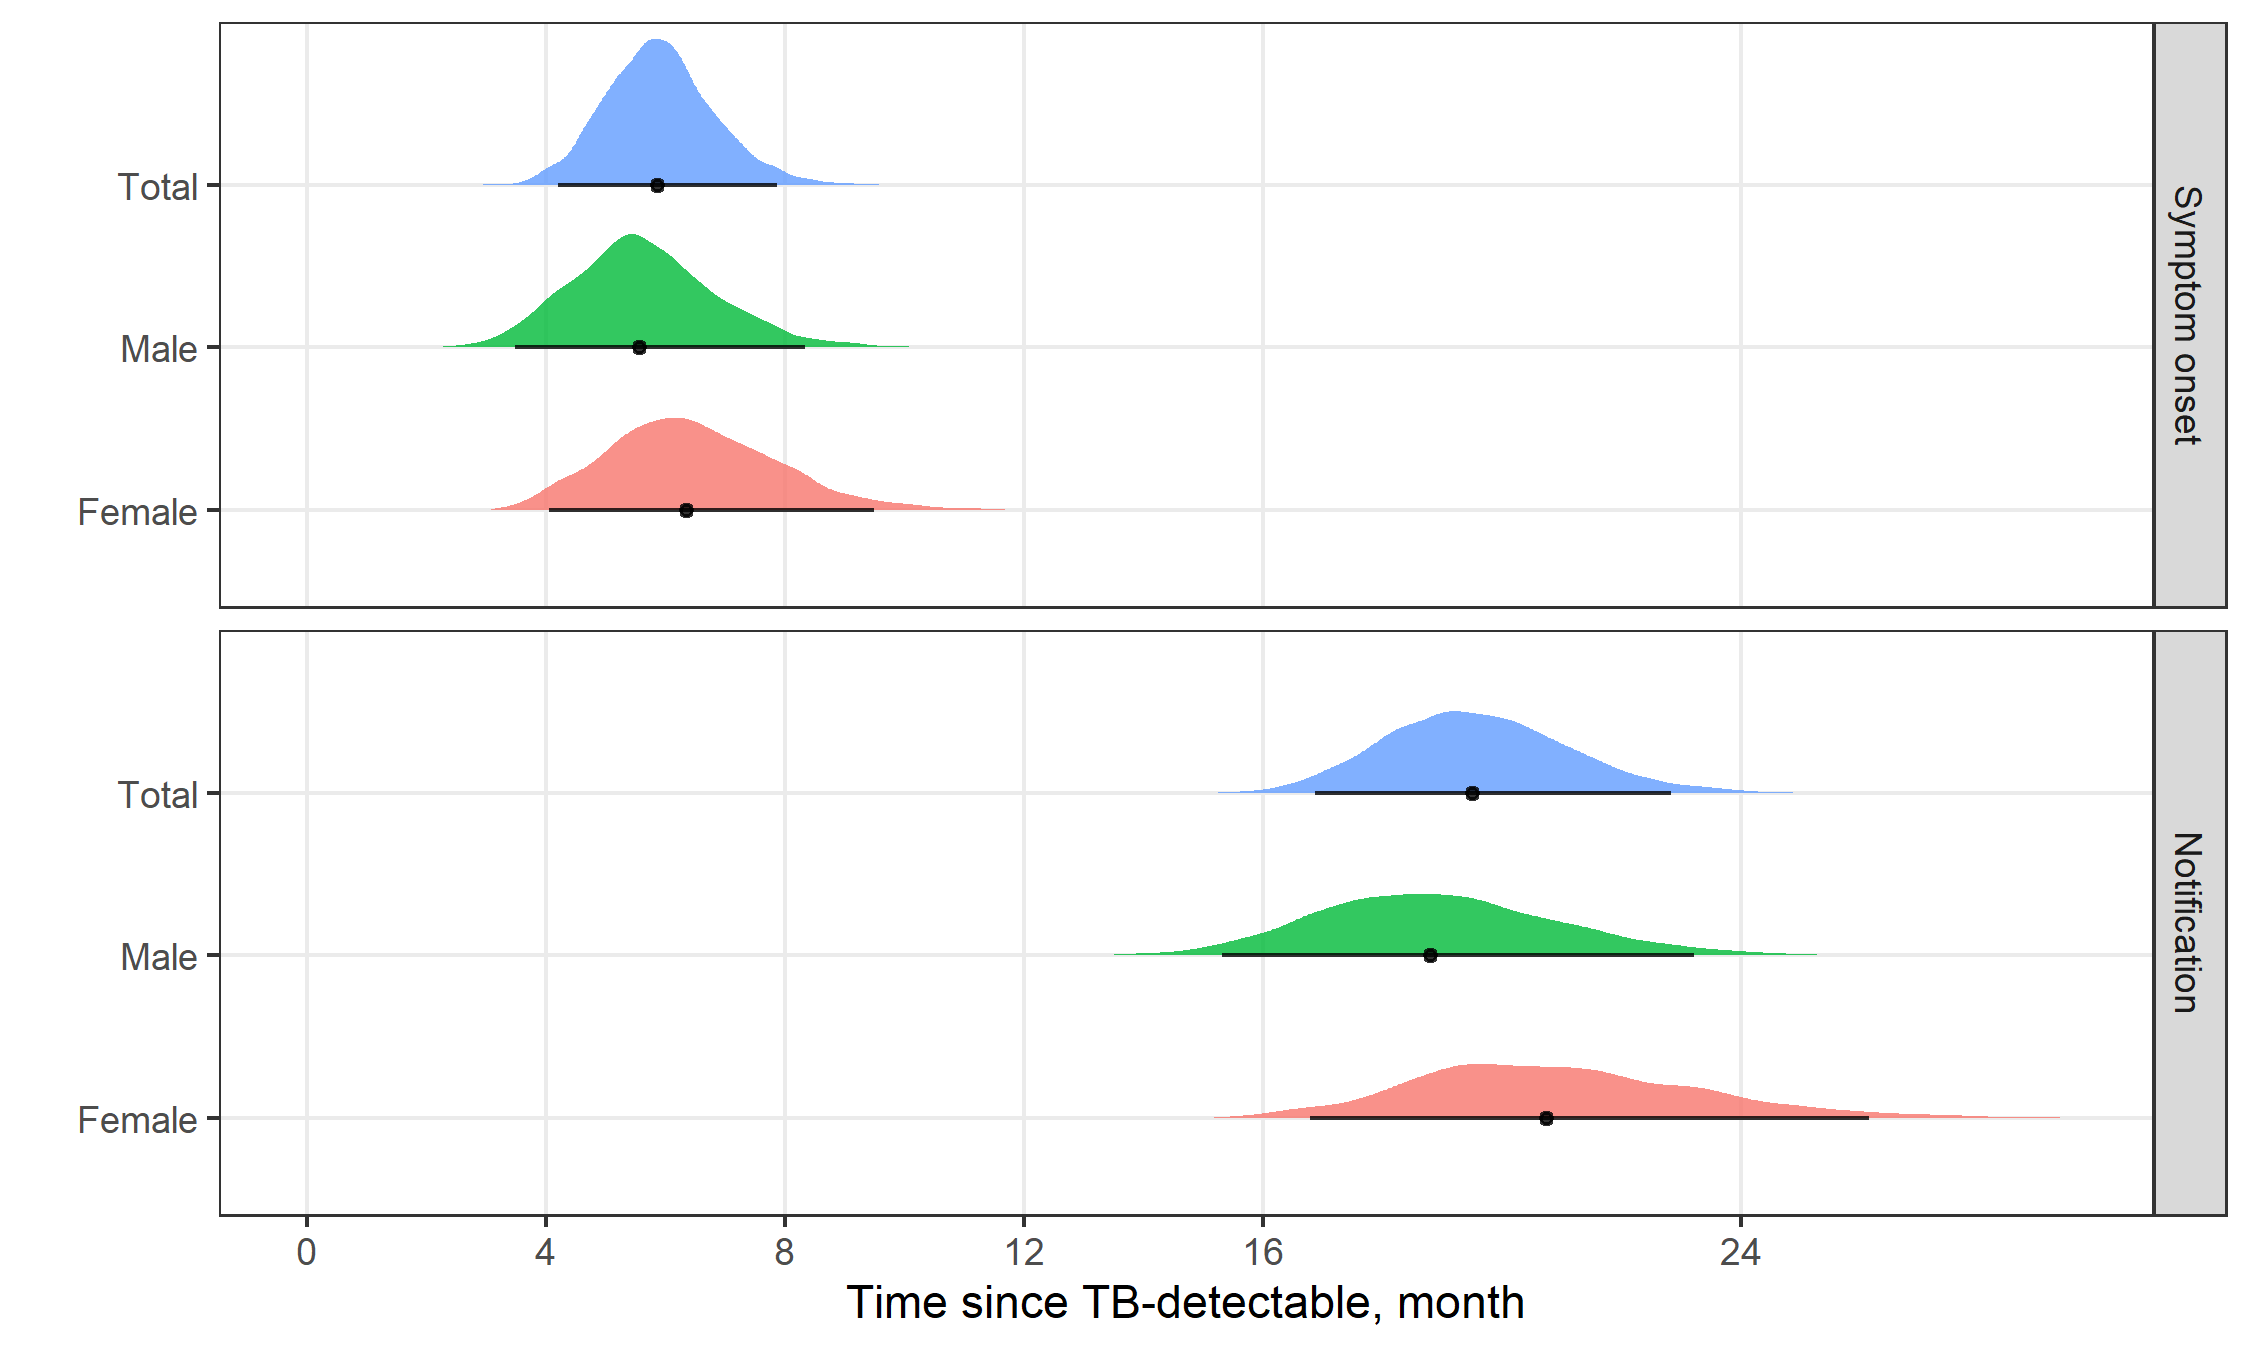 Total
Male
Female
Symptom onset
Total
Male
Female
Notification
0 4 8 12 16 24
Time since TB-detectable, month